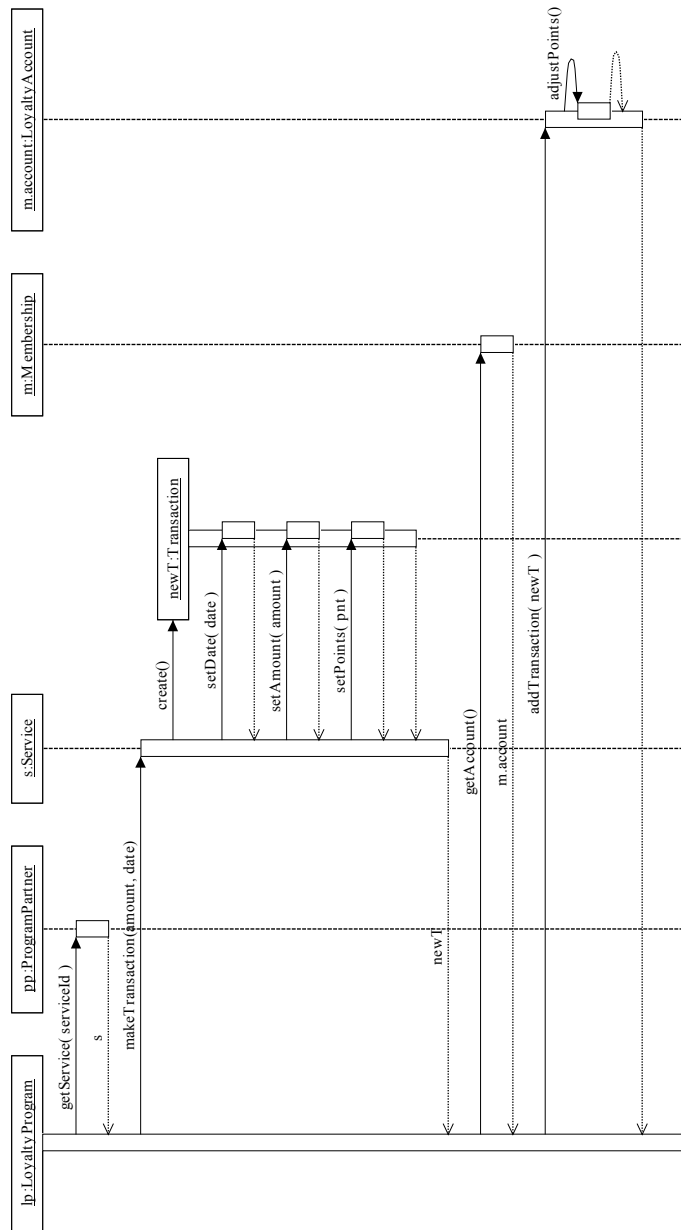 lp:LoyaltyProgram
pp:ProgramPartner
s:Service
m:Membership
m.account:LoyaltyAccount
getService( serviceId )
s
makeTransaction(amount, date)
create()
newT:Transaction
setDate( date )
setAmount( amount )
setPoints( pnt )
newT
getAccount()
m.account
addTransaction( newT )
adjustPoints()